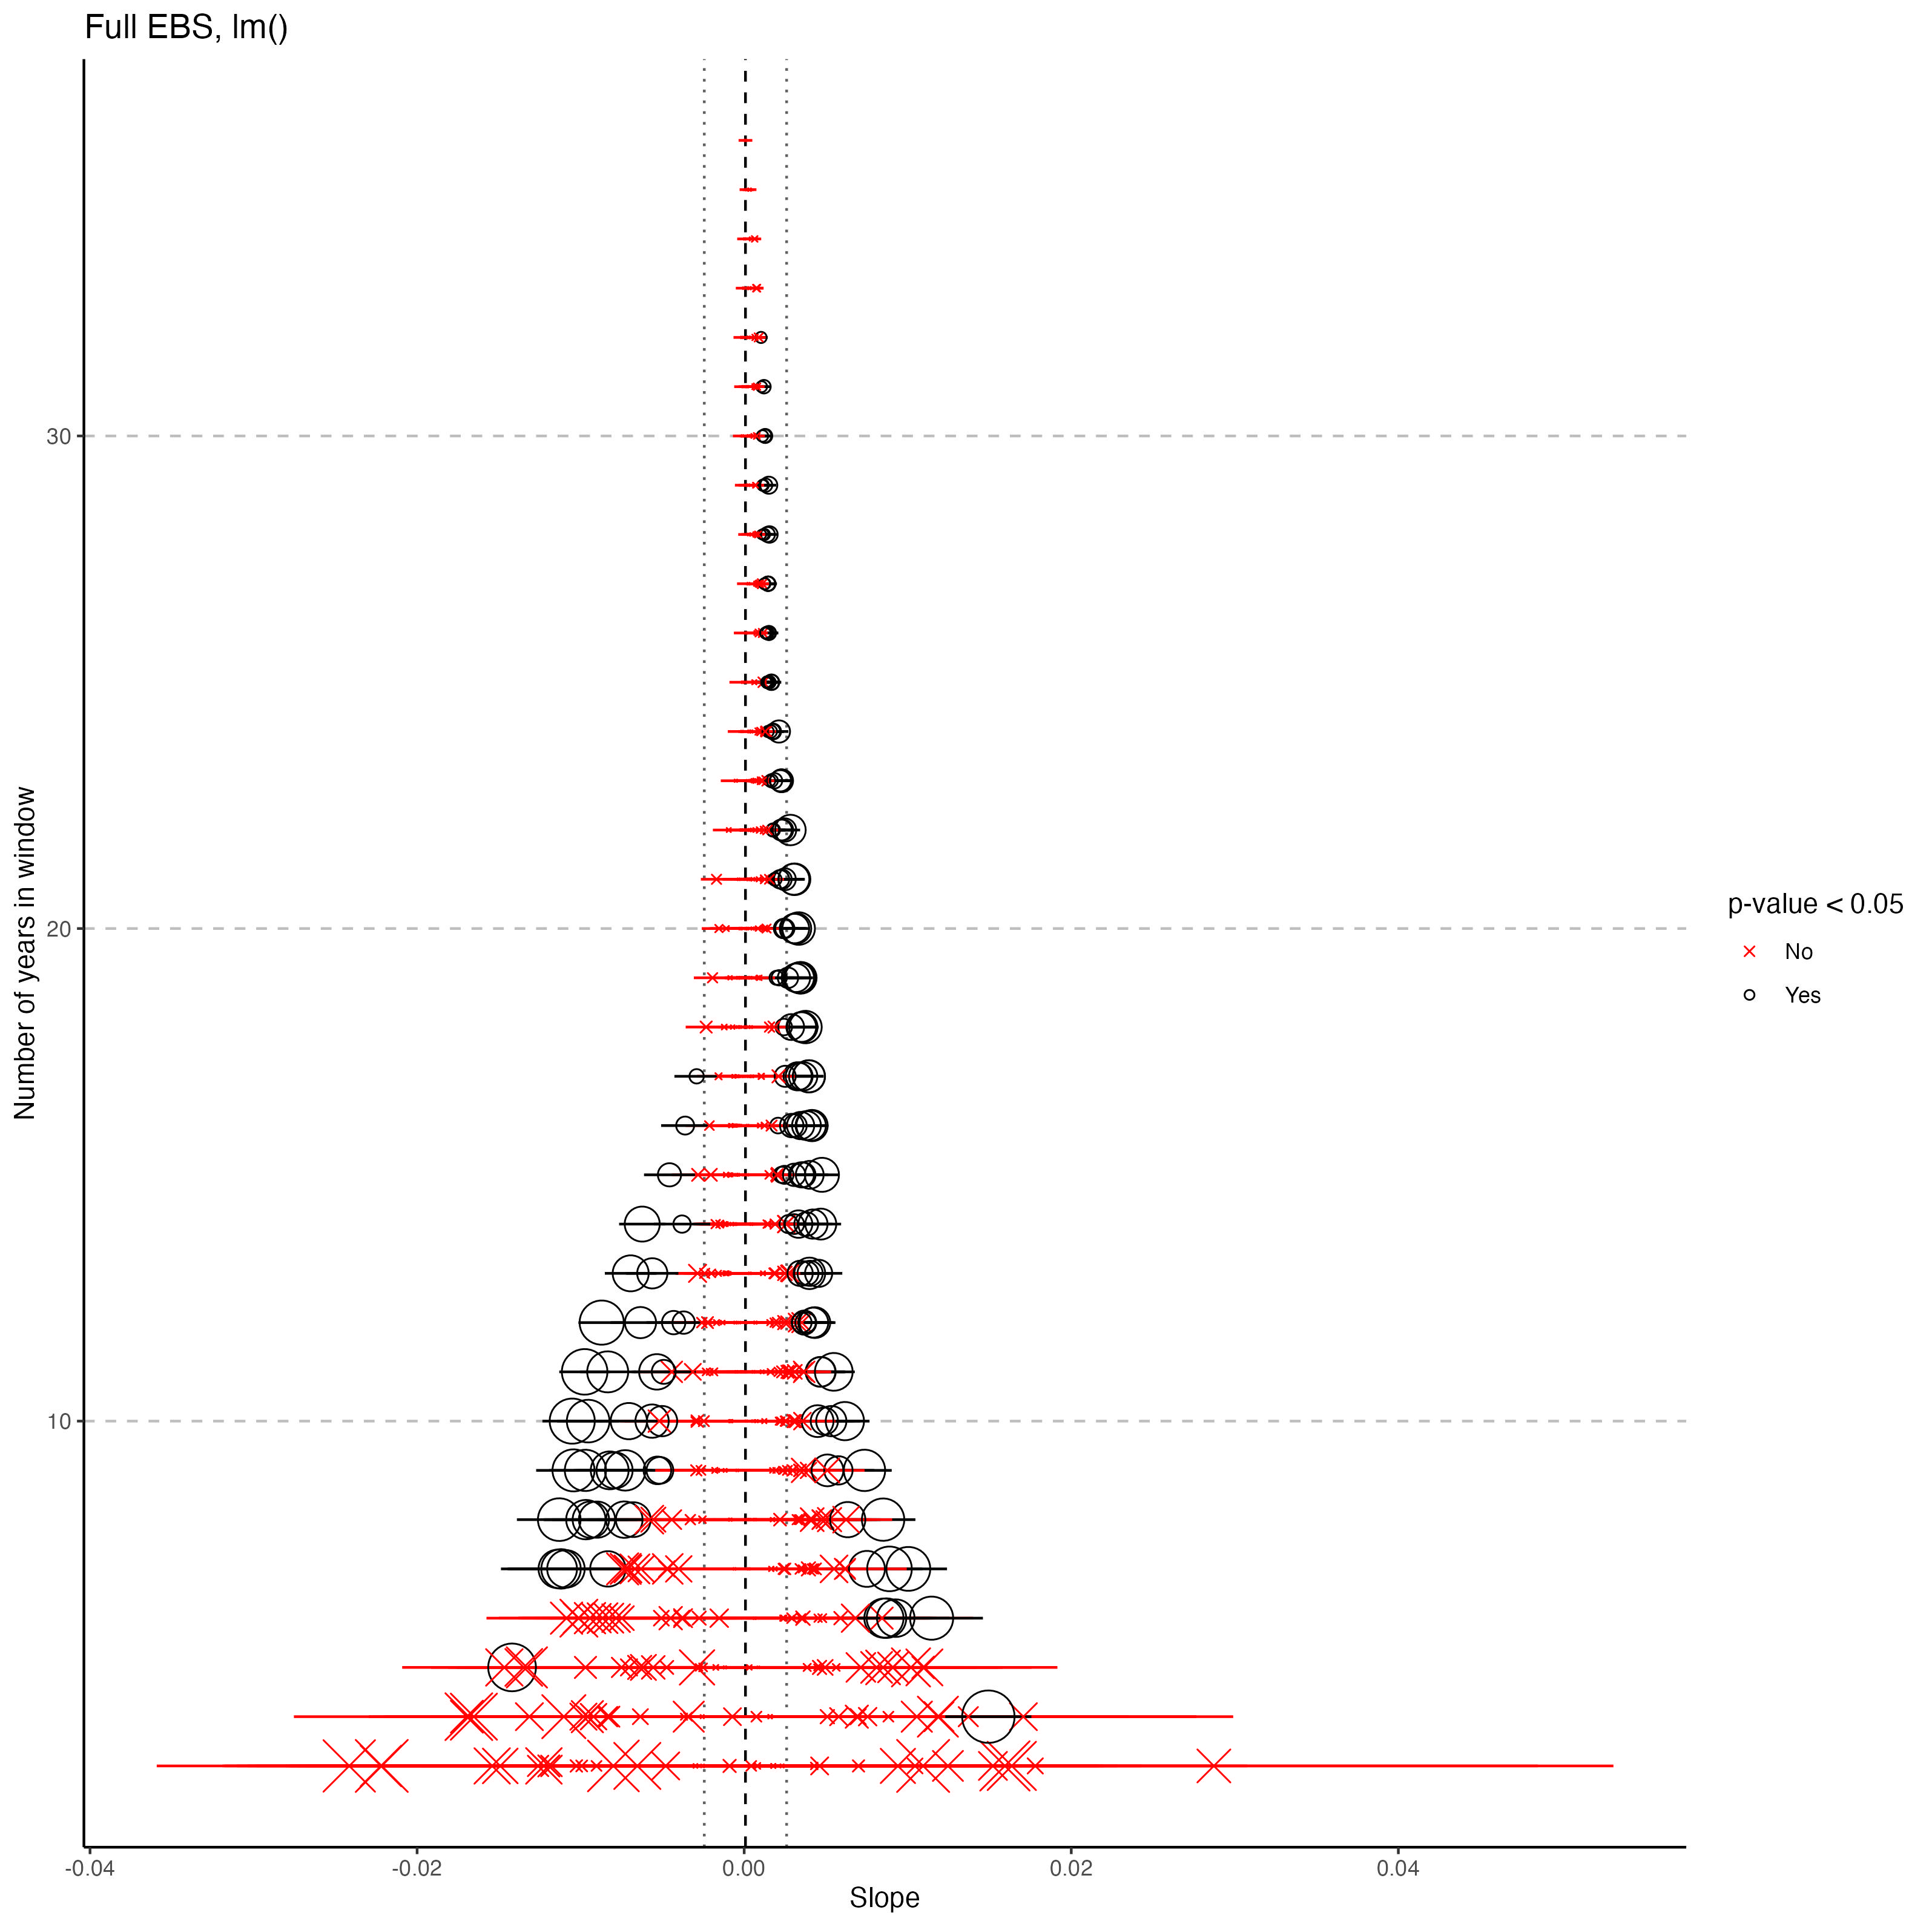 Full EBS, lm()
Number of years in window
30
20
10
-0.04
-0.02
0.00
0.02
0.04
Slope
p-value < 0.05
No
Yes